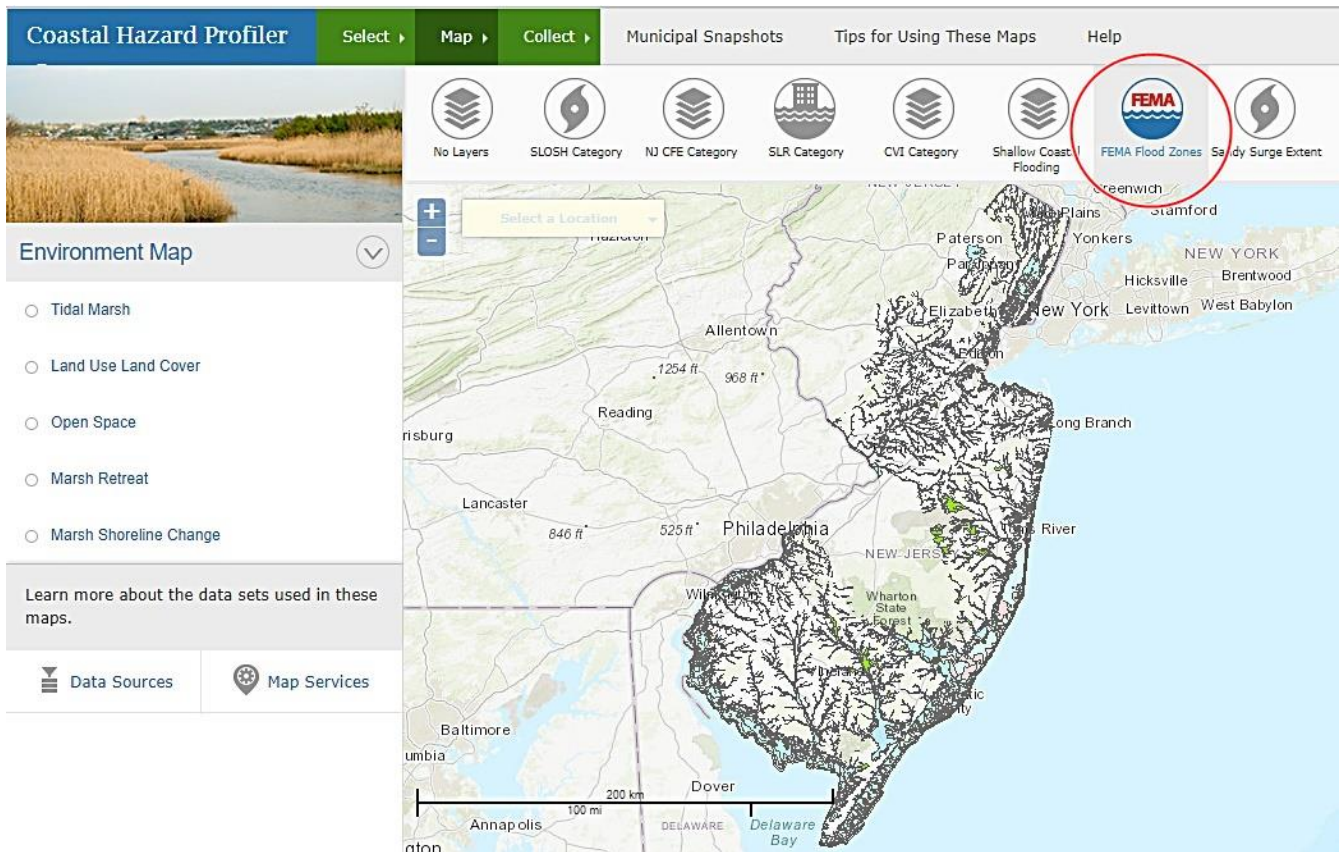 Coastal Hazard Profiler
Select
Map
Collect
Municipal Snapshots
Tips for Using These Maps
Help
No Layers
SLOSH Category
NJ CFE Category
SLR Category
CVI Category
Shallow Coastal
Flooding
FEMA
FEMA Flood Zones
Sandy Surge Extent
+
-
Select a Location
Environment Map
Tidal Marsh
Land Use Land Cover
Open Space
Marsh Retreat
Marsh Shoreline Change
Learn more about the data sets used in these
maps.
Data Sources
Map Services
Greenwich
Plains
Stamford
Paterson
Yonkers
NEW YORK
Hicksville
Brentwood
Elizabeth
New York
Levittown
West Babylon
Allentown
Edison
1254 ft
968 ft
Reading
risburg
Long Branch
Lancaster
846 ft
525 ft
Philadelphia
River
NEW JERSEY
Wharton
State
Forest
Baltimore
umbia
200 km
100 mi
Dover
Annapolis
DELAWARE
Delaware
Bay
gton